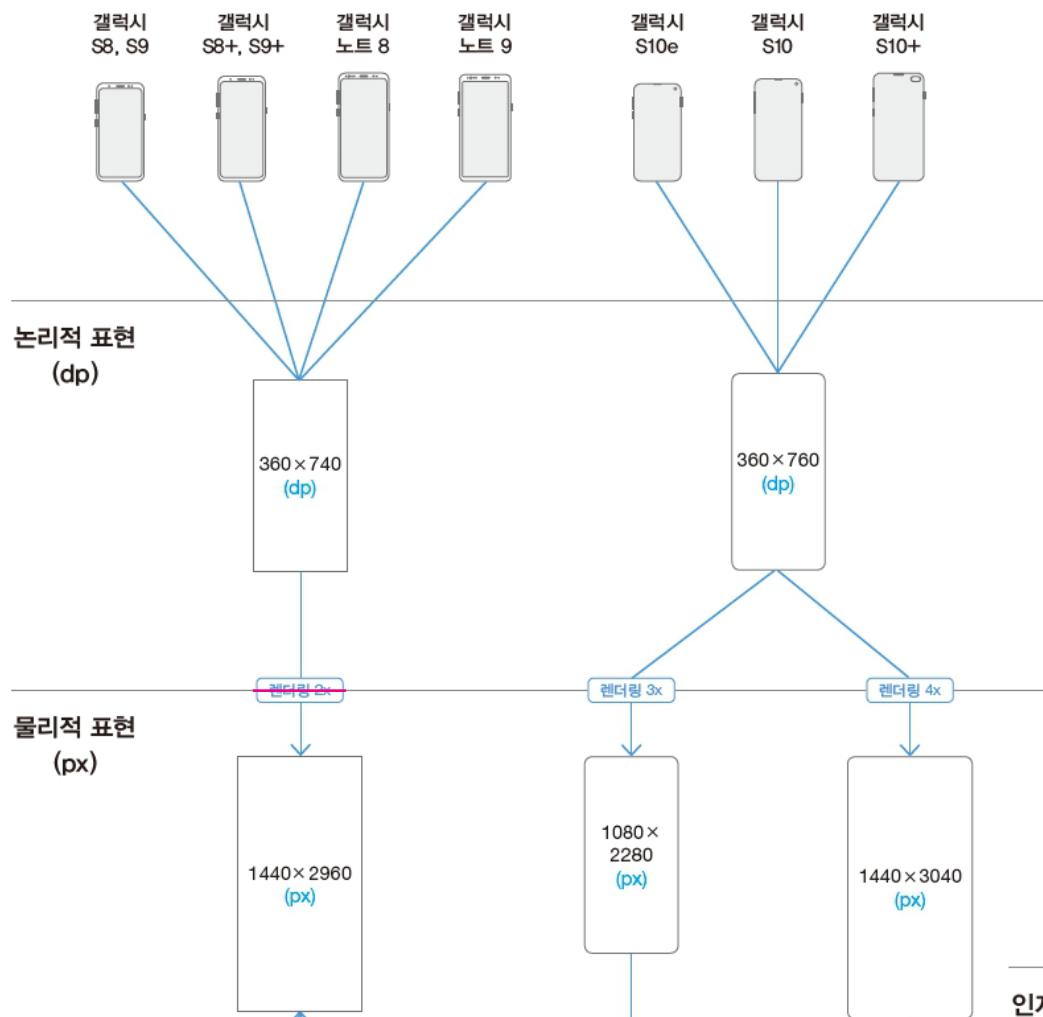 갤럭시
S8, S9
갤럭시
S8+, S9+
갤럭시
노트 8
갤럭시
노트 9
갤럭시
S10e
갤럭시
S10
갤럭시
S10+
논리적 표현
(dp)
360×740
(dp)
360×760
(dp)
렌더링 2x
렌더링 3x
렌더링 4x
물리적 표현
(px)
1440×2960
(px)
1080×
2280
(px)
1440×3040
(px)